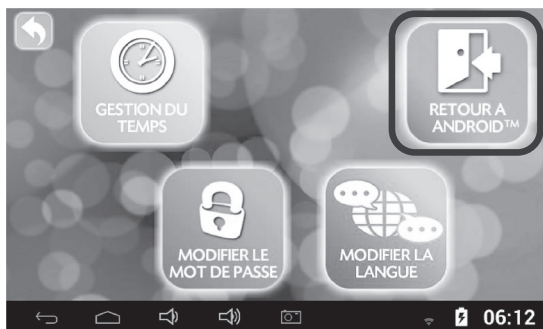 GESTION DU
TEMPS
RETOUR A
ANDROID™
MODIFIER LE
MOT DE PASSE
MODIFIER LA
LANGUE
06:12